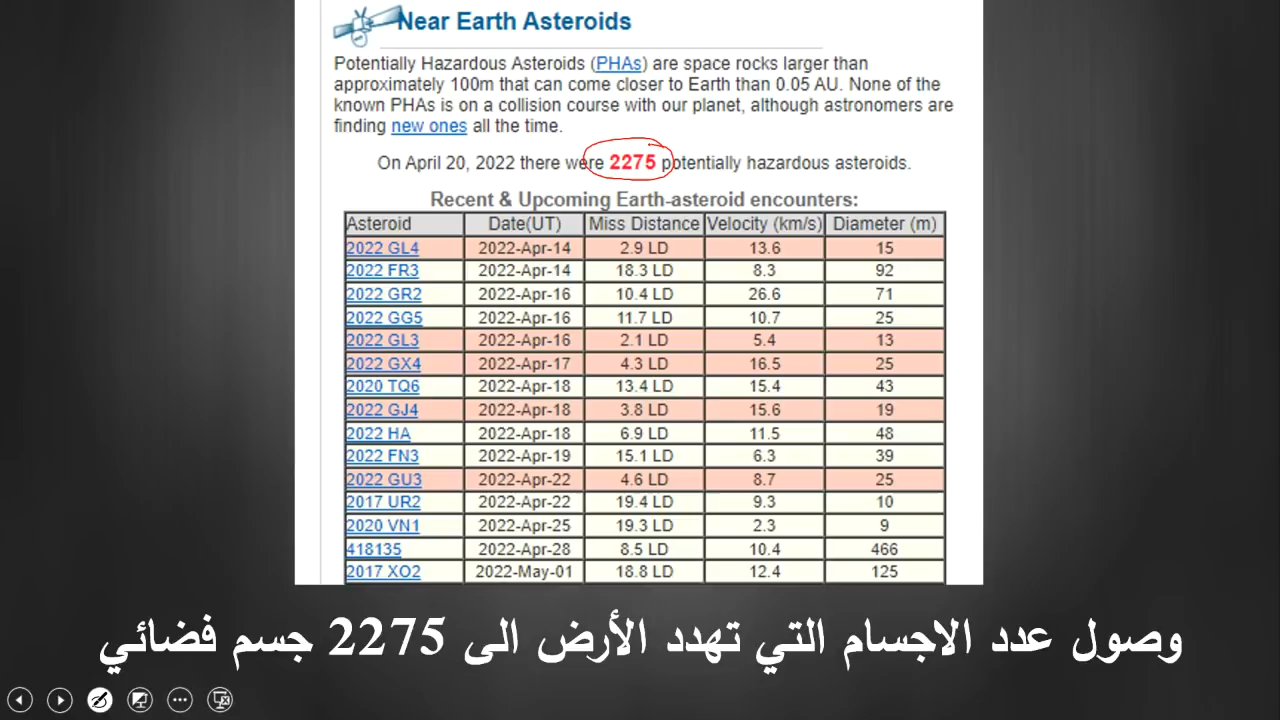 Near Earth Asteroids
Potentially Hazardous Asteroids (PHAs) are space rocks larger than
approximately 100m that can come closer to Earth than 0.05 AU. None of the
known PHAs is on a collision course with our planet, although astronomers are
finding new ones all the time.
On April 20, 2022 there were 2275 potentially hazardous asteroids.
Recent & Upcoming Earth-asteroid encounters:
Asteroid Date(UT) Miss Distance Velocity (km/s) Diameter (m)
2022 GL4 2022-Apr-14 2.9 LD 13.6 15
2022 FR3 2022-Apr-14 18.3 LD 8.3 92
2022 GR2 2022-Apr-16 10.4 LD 26.6 71
2022 GG5 2022-Apr-16 11.7 LD 10.7 25
2022 GL3 2022-Apr-16 2.1 LD 5.4 13
2022 GX4 2022-Apr-17 4.3 LD 16.5 25
2020 TQ6 2022-Apr-18 13.4 LD 15.4 43
2022 GJ4 2022-Apr-18 3.8 LD 15.6 19
2022 HA 2022-Apr-18 6.9 LD 11.5 48
2022 FN3 2022-Apr-19 15.1 LD 6.3 39
2022 GU3 2022-Apr-22 4.6 LD 8.7 25
2017 UR2 2022-Apr-22 19.4 LD 9.3 10
2020 VN1 2022-Apr-25 19.3 LD 2.3 9
418135 2022-Apr-28 8.5 LD 10.4 466
2017 XO2 2022-May-01 18.8 LD 12.4 125
وصول عدد الاجسام التي تهدد الأرض الى 2275 جسم فضائي